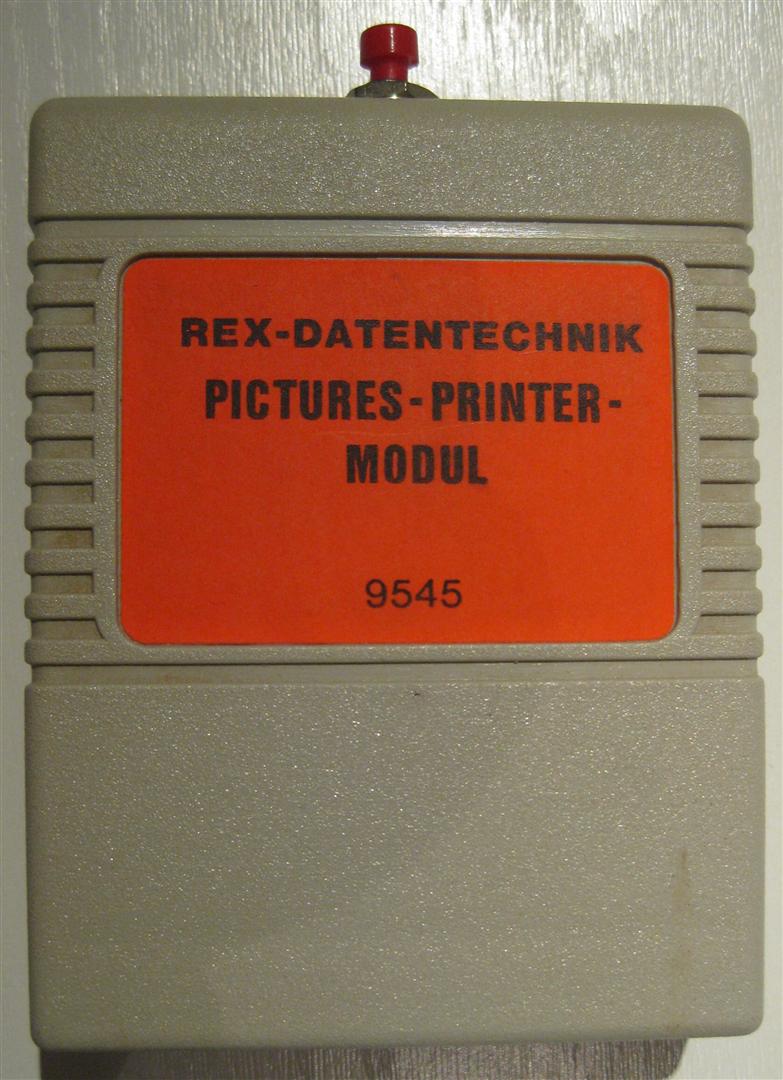 REX-DATENTECHNIK
PICTURES-PRINTER-
MODUL
9545